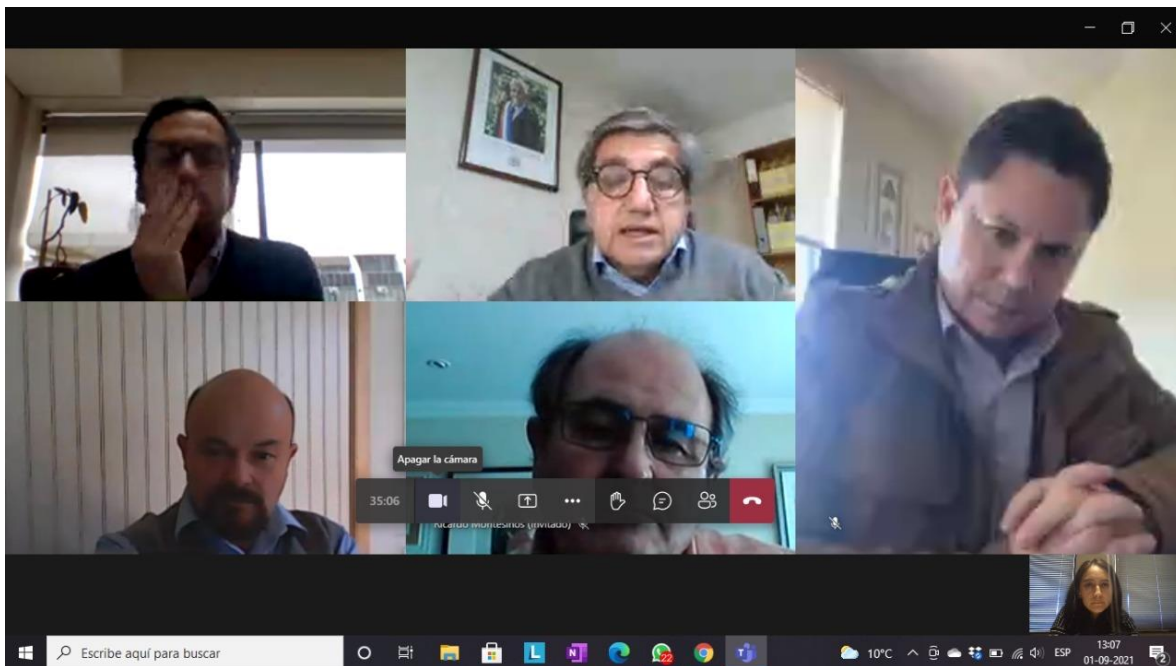 Apagar la cámara
35:06
Ricardo Montesinos (Invitado)
Escribe aquí para buscar
22
10°C
ESP
13:07
01-09-2021